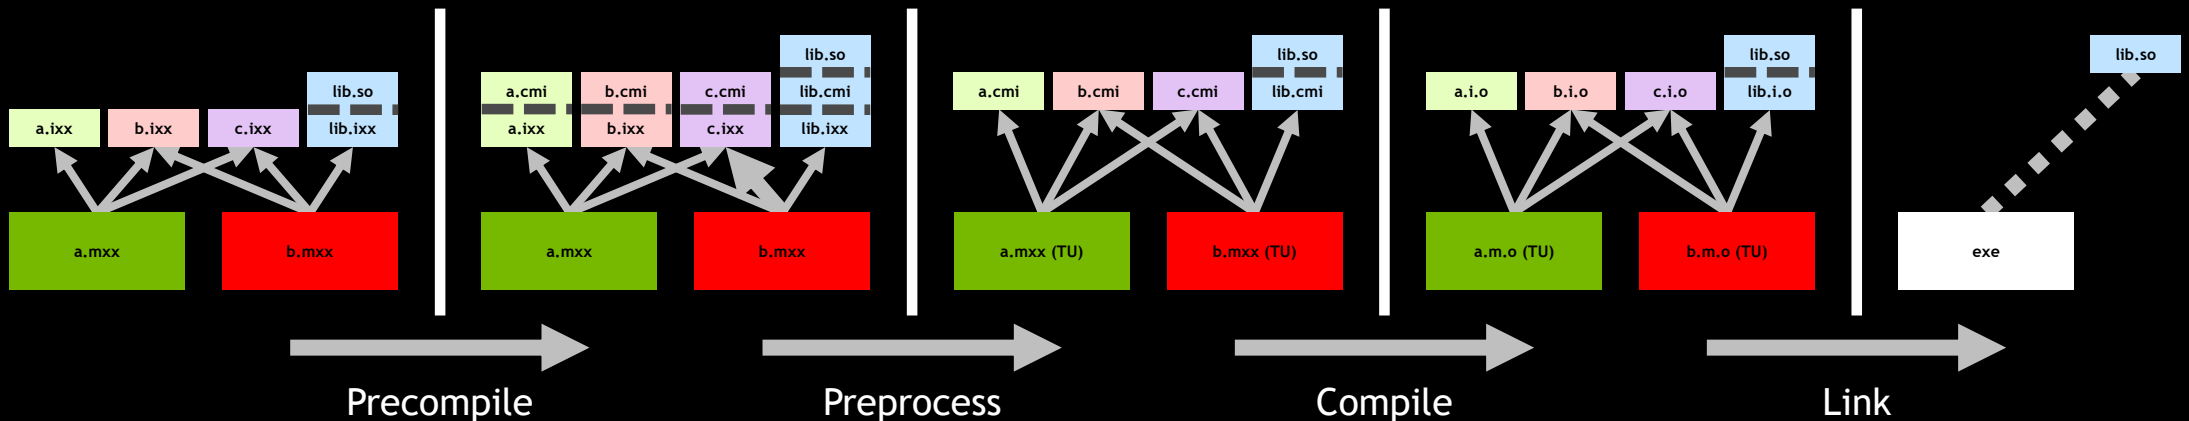 lib.so
a.ixx b.ixx c.ixx lib.ixx
a.mxx b.mxx
lib.so
a.cmi b.cmi c.cmi lib.cmi
a.ixx b.ixx c.ixx lib.ixx
a.mxx b.mxx
lib.so
a.cmi b.cmi c.cmi lib.cmi
a.mxx (TU) b.mxx (TU)
lib.so
a.i.o b.i.o c.i.o lib.i.o
a.m.o (TU) b.m.o (TU)
lib.so
exe
Precompile Preprocess Compile Link